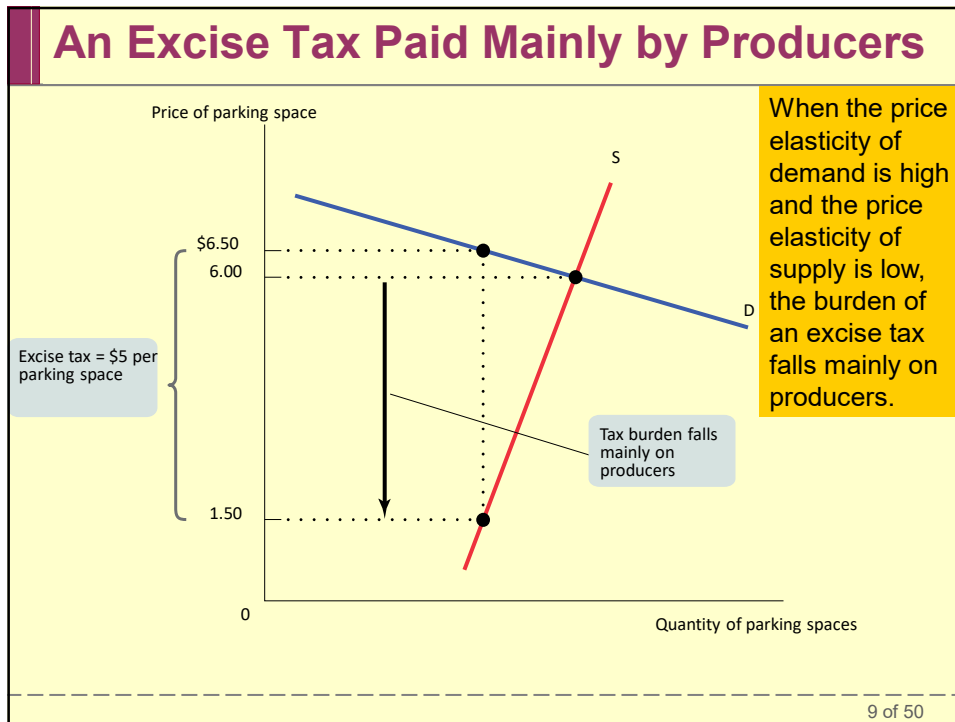 An Excise Tax Paid Mainly by Producers
Price of parking space
When the price
elasticity of
demand is high
and the price
elasticity of
supply is low,
the burden of
an excise tax
falls mainly on
producers.
S
$6.50
6.00
D
Excise tax = $5 per
parking space
Tax burden falls
mainly on
producers
1.50
0
Quantity of parking spaces
9 of 50